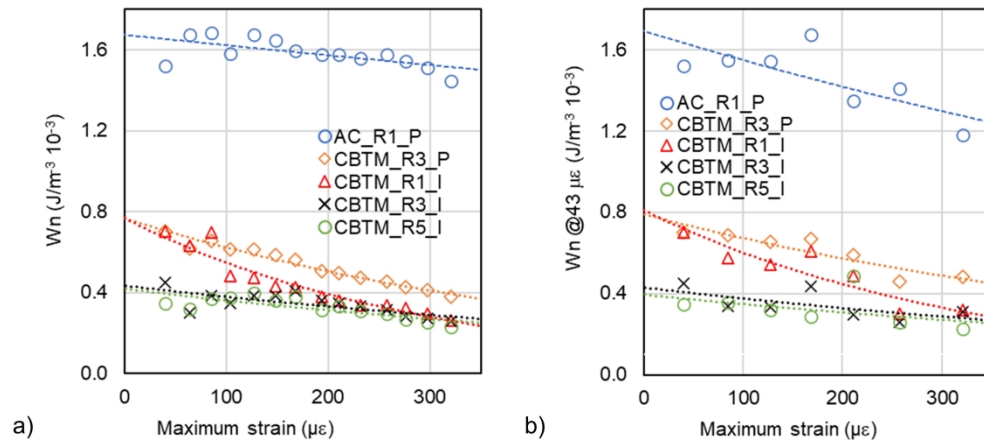 1.6
1.2
0.8
0.4
0.0
Wn (J/m⁻³ 10⁻³)
AC_R1_P
CBTM_R3_P
CBTM_R1_I
CBTM_R3_I
CBTM_R5_I
0 100 200 300
Maximum strain (µε)
a)
1.6
1.2
0.8
0.4
0.0
Wn @43 µε (J/m⁻³ 10⁻³)
AC_R1_P
CBTM_R3_P
CBTM_R1_I
CBTM_R3_I
CBTM_R5_I
0 100 200 300
Maximum strain (µε)
b)